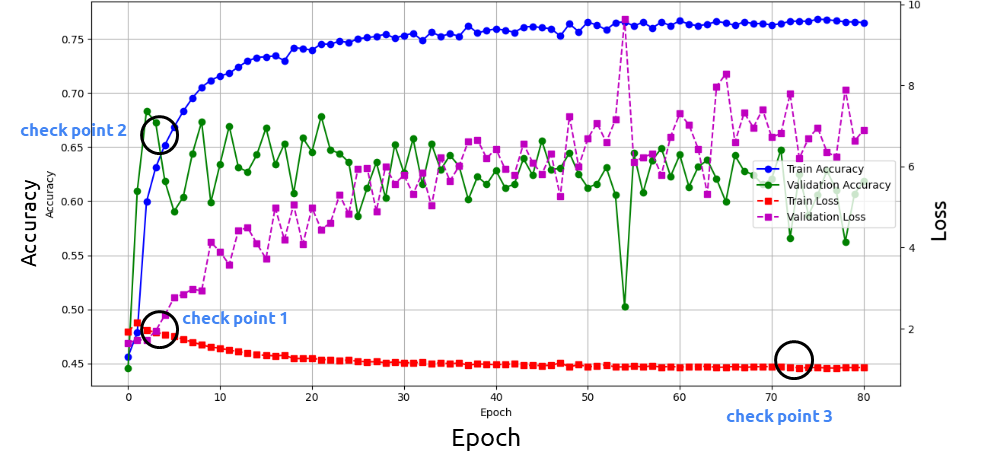 10
0.75
8
0.70
check point 2
0.65
6
Train Accuracy
Validation Accuracy
Train Loss
Validation Loss
Accuracy
Accuracy
0.60
Loss
0.55
4
0.50
check point 1
2
0.45
0 10 20 30 40 50 60 70 80
Epoch
check point 3
Epoch